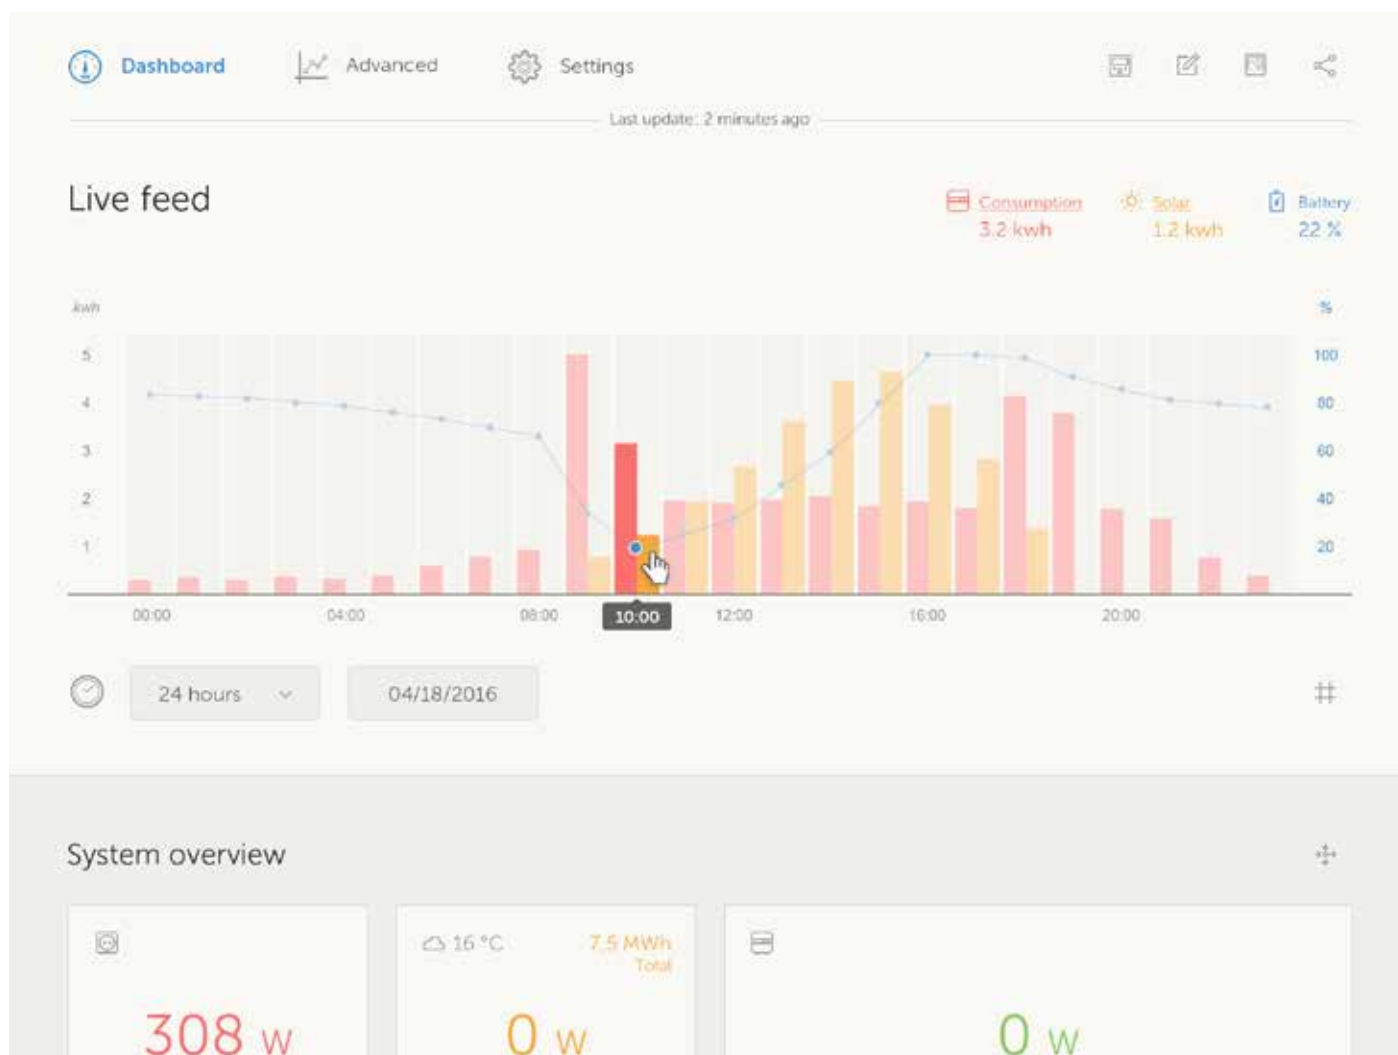 Dashboard
Advanced
Settings
Last update: 2 minutes ago
Live feed
Consumption
3.2 kwh
Solar
1.2 kwh
Battery
22 %
kwh
%
5
4
3
2
1
100
80
60
40
20
00:00
04:00
08:00
10:00
12:00
16:00
20:00
24 hours
04/18/2016
System overview
16 °C
7,5 MWh
Total
308 W
0 W
0 W